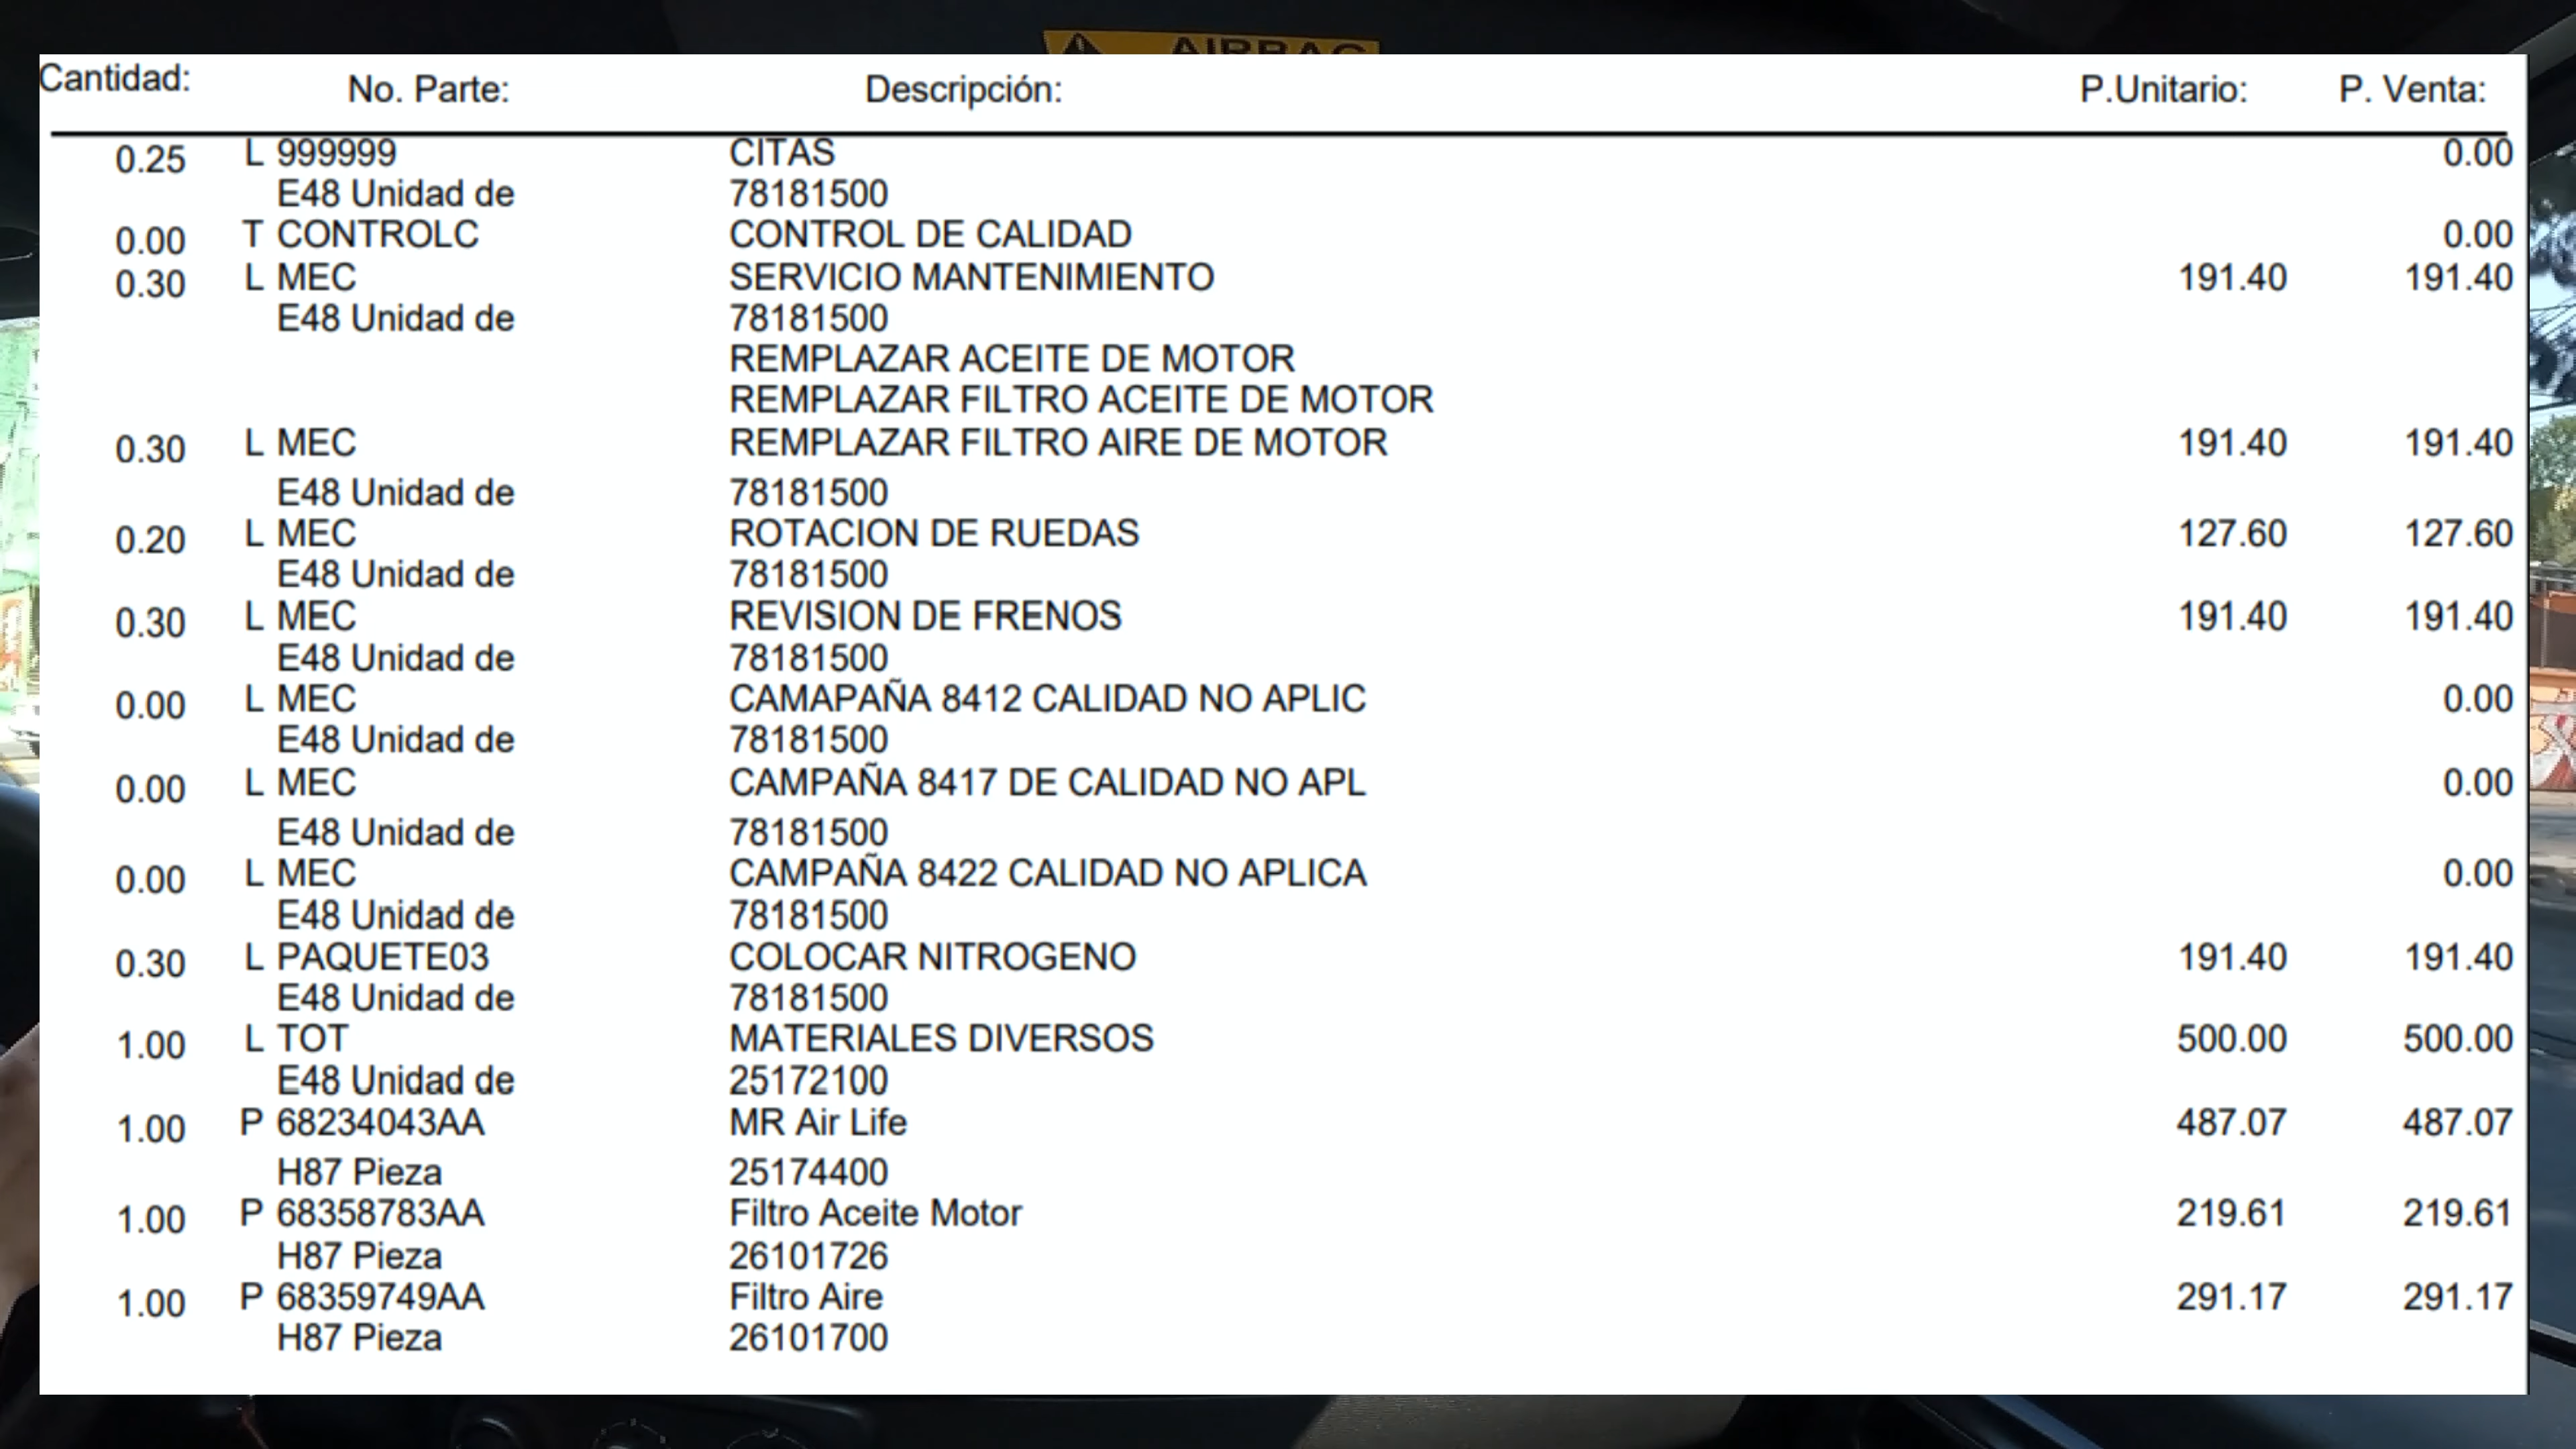 AIRBAG
Cantidad: No. Parte: Descripción: P.Unitario: P. Venta:
0.25 L 999999 CITAS 0.00
E48 Unidad de 78181500
0.00 T CONTROLC CONTROL DE CALIDAD 0.00
0.30 L MEC SERVICIO MANTENIMIENTO 191.40 191.40
E48 Unidad de 78181500
REMPLAZAR ACEITE DE MOTOR
REMPLAZAR FILTRO ACEITE DE MOTOR
0.30 L MEC REMPLAZAR FILTRO AIRE DE MOTOR 191.40 191.40
E48 Unidad de 78181500
0.20 L MEC ROTACION DE RUEDAS 127.60 127.60
E48 Unidad de 78181500
0.30 L MEC REVISION DE FRENOS 191.40 191.40
E48 Unidad de 78181500
0.00 L MEC CAMAPAÑA 8412 CALIDAD NO APLIC 0.00
E48 Unidad de 78181500
0.00 L MEC CAMPAÑA 8417 DE CALIDAD NO APL 0.00
E48 Unidad de 78181500
0.00 L MEC CAMPAÑA 8422 CALIDAD NO APLICA 0.00
E48 Unidad de 78181500
0.30 L PAQUETE03 COLOCAR NITROGENO 191.40 191.40
E48 Unidad de 78181500
1.00 L TOT MATERIALES DIVERSOS 500.00 500.00
E48 Unidad de 25172100
1.00 P 68234043AA MR Air Life 487.07 487.07
H87 Pieza 25174400
1.00 P 68358783AA Filtro Aceite Motor 219.61 219.61
H87 Pieza 26101726
1.00 P 68359749AA Filtro Aire 291.17 291.17
H87 Pieza 26101700